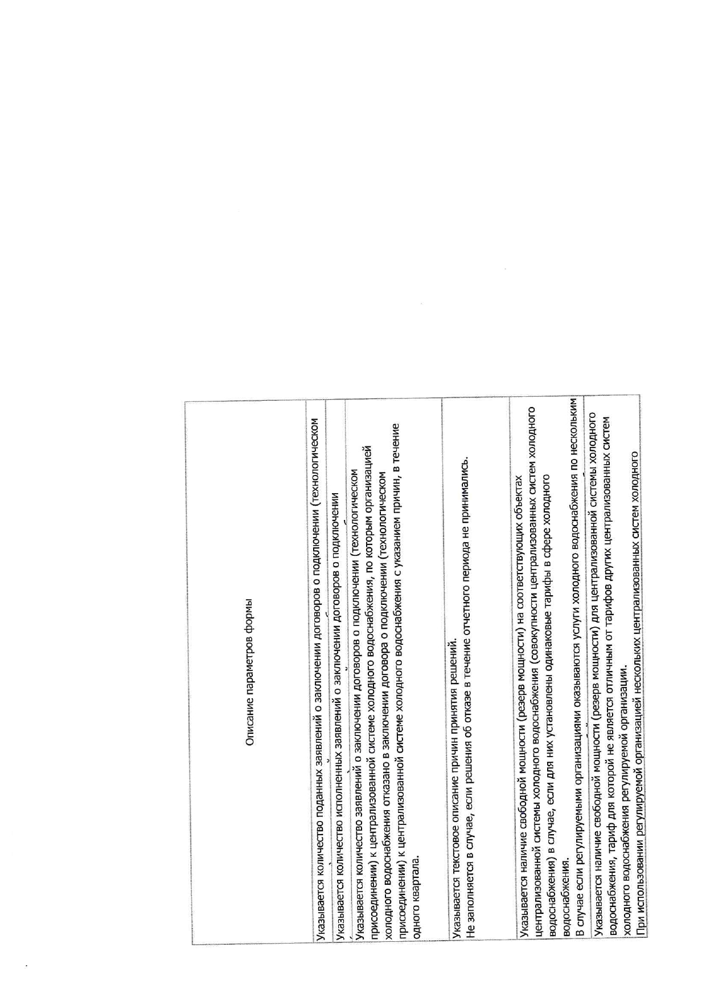 Описание параметров формы
Указывается количество поданных заявлений о заключении договоров о подключении (технологическом
Указывается количество исполненных заявлений о заключении договоров о подключении
Указывается количество заявлений о заключении договоров о подключении (технологическом
присоединении) к централизованной системе холодного водоснабжения, по которым организацией
холодного водоснабжения отказано в заключении договора о подключении (технологическом
присоединении) к централизованной системе холодного водоснабжения с указанием причин, в течение
одного квартала.
Указывается текстовое описание причин принятия решений.
Не заполняется в случае, если решения об отказе в течение отчетного периода не принимались.
Указывается наличие свободной мощности (резерв мощности) на соответствующих объектах
централизованной системы холодного водоснабжения (совокупности централизованных систем холодного
водоснабжения) в случае, если для них установлены одинаковые тарифы в сфере холодного
водоснабжения.
В случае если регулируемыми организациями оказываются услуги холодного водоснабжения по нескольким
Указывается наличие свободной мощности (резерв мощности) для централизованной системы холодного
водоснабжения, тариф для которой не является отличным от тарифов других централизованных систем
холодного водоснабжения регулируемой организации.
При использовании регулируемой организацией нескольких централизованных систем холодного